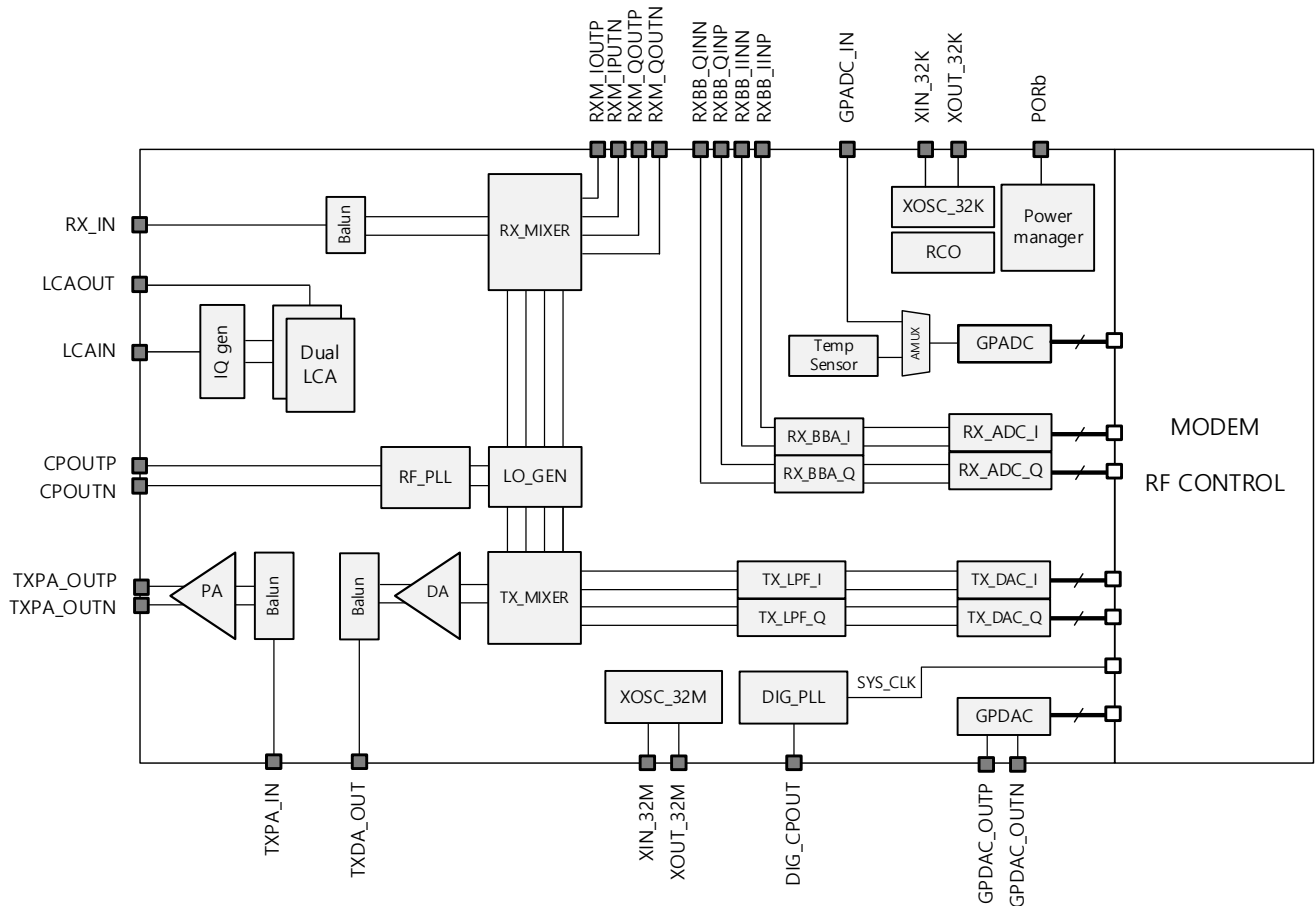 RXM_IOUTP
RXM_IPUTN
RXM_QOUTP
RXM_QOUTN
RXBB_QINN
RXBB_QINP
RXBB_IINN
RXBB_IINP
GPADC_IN
XIN_32K
XOUT_32K
PORb
RX_IN
Balun
RX_MIXER
XOSC_32K
RCO
Power
manager
LCAOUT
LCAIN
IQ gen
Dual
LCA
Temp
Sensor
AMUX
GPADC
RX_BBA_I
RX_ADC_I
RX_BBA_Q
RX_ADC_Q
MODEM
RF CONTROL
CPOUTP
CPOUTN
RF_PLL
LO_GEN
TXPA_OUTP
TXPA_OUTN
PA
Balun
Balun
DA
TX_MIXER
TX_LPF_I
TX_DAC_I
TX_LPF_Q
TX_DAC_Q
XOSC_32M
DIG_PLL
SYS_CLK
GPDAC
TXPA_IN
TXDA_OUT
XIN_32M
XOUT_32M
DIG_CPOUT
GPDAC_OUTP
GPDAC_OUTN